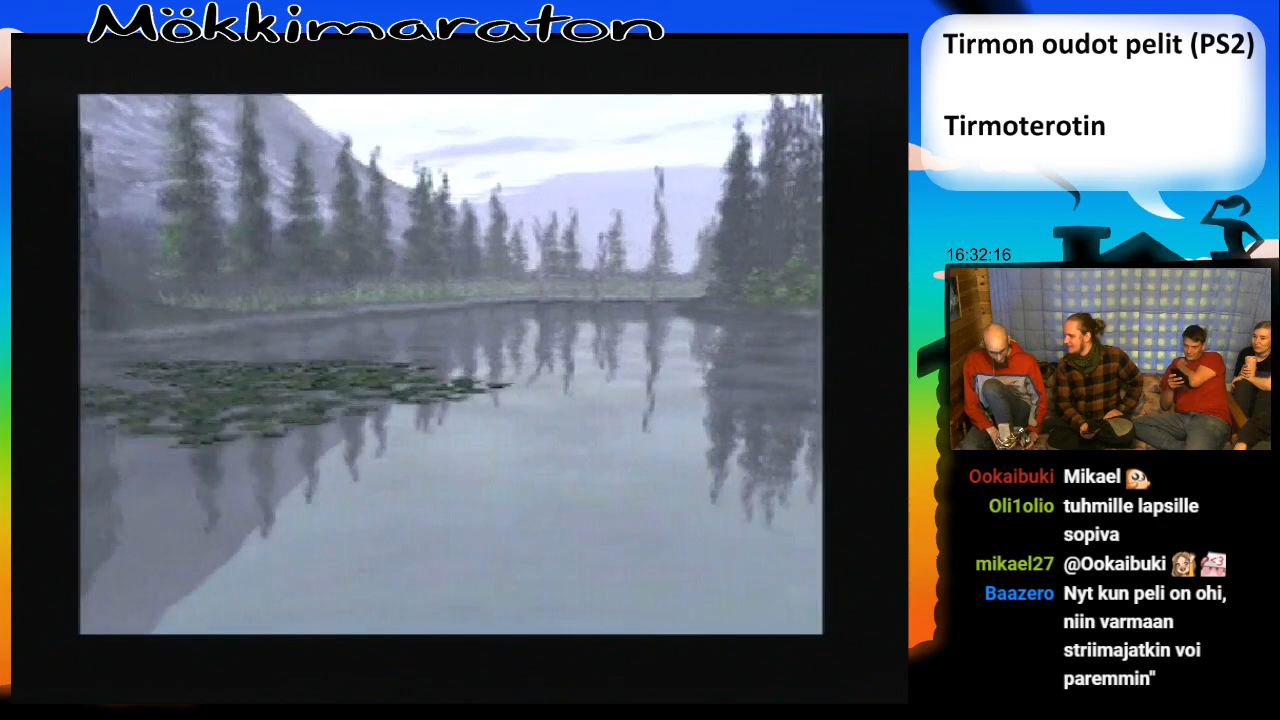 Mökkimaraton
Tirmon oudot pelit (PS2)
Tirmoterotin
16:32:16
Ookaibuki Mikael
Oli1olio tuhmille lapsille
sopiva
mikael27 @Ookaibuki <3
Baazero Nyt kun peli on ohi,
niin varmaan
striimajatkin voi
paremmin"